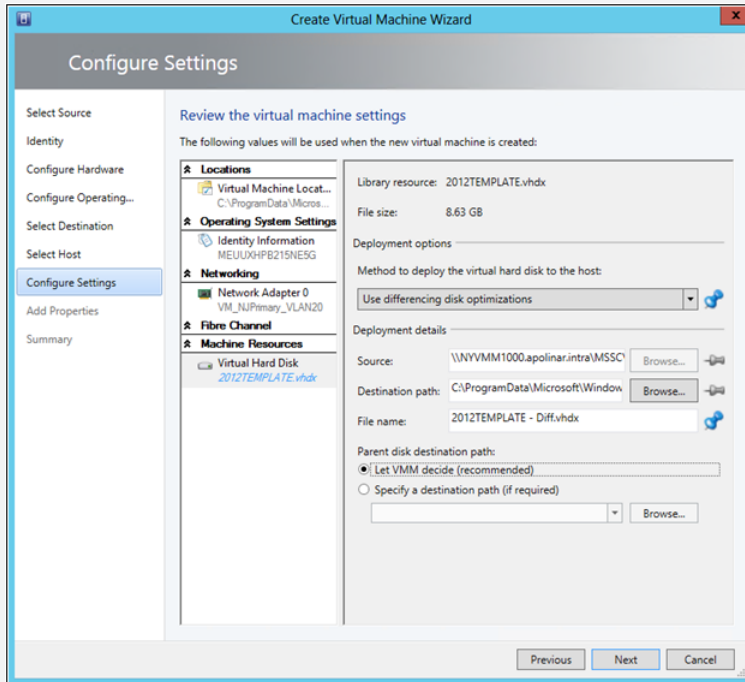 Create Virtual Machine Wizard
x
Configure Settings
Select Source
Identity
Configure Hardware
Configure Operating...
Select Destination
Select Host
Configure Settings
Add Properties
Summary
Review the virtual machine settings
The following values will be used when the new virtual machine is created:
Locations
Virtual Machine Locat...
C:\ProgramData\Micros...
Operating System Settings
Identity Information
MEUUXHPB215NE5G
Networking
Network Adapter 0
VM_NJPrimary_VLAN20
Fibre Channel
Machine Resources
Virtual Hard Disk
2012TEMPLATE.vhdx
Library resource: 2012TEMPLATE.vhdx
File size: 8.63 GB
Deployment options
Method to deploy the virtual hard disk to the host:
Use differencing disk optimizations
Deployment details
Source: \\NYVMM1000.apolinar.intra\MSSC Browse...
Destination path: C:\ProgramData\Microsoft\Window Browse...
File name: 2012TEMPLATE - Diff.vhdx
Parent disk destination path:
Let VMM decide (recommended)
Specify a destination path (if required)
Browse...
Previous Next Cancel